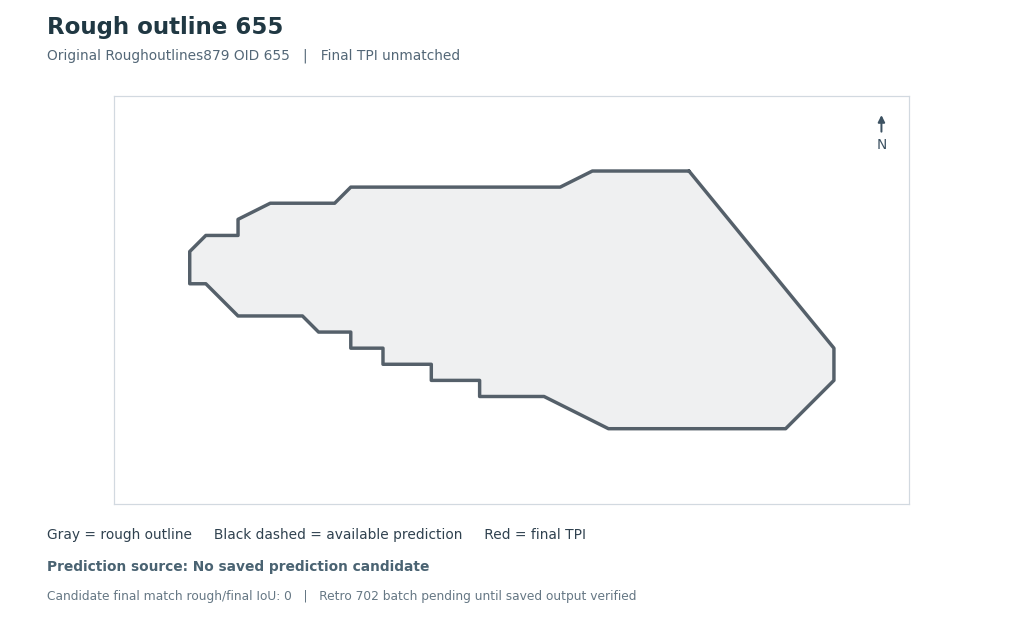 Rough outline 655
Original Roughoutlines879 OID 655   |   Final TPI unmatched
N
Gray = rough outline     Black dashed = available prediction     Red = final TPI
Prediction source: No saved prediction candidate
Candidate final match rough/final IoU: 0   |   Retro 702 batch pending until saved output verified